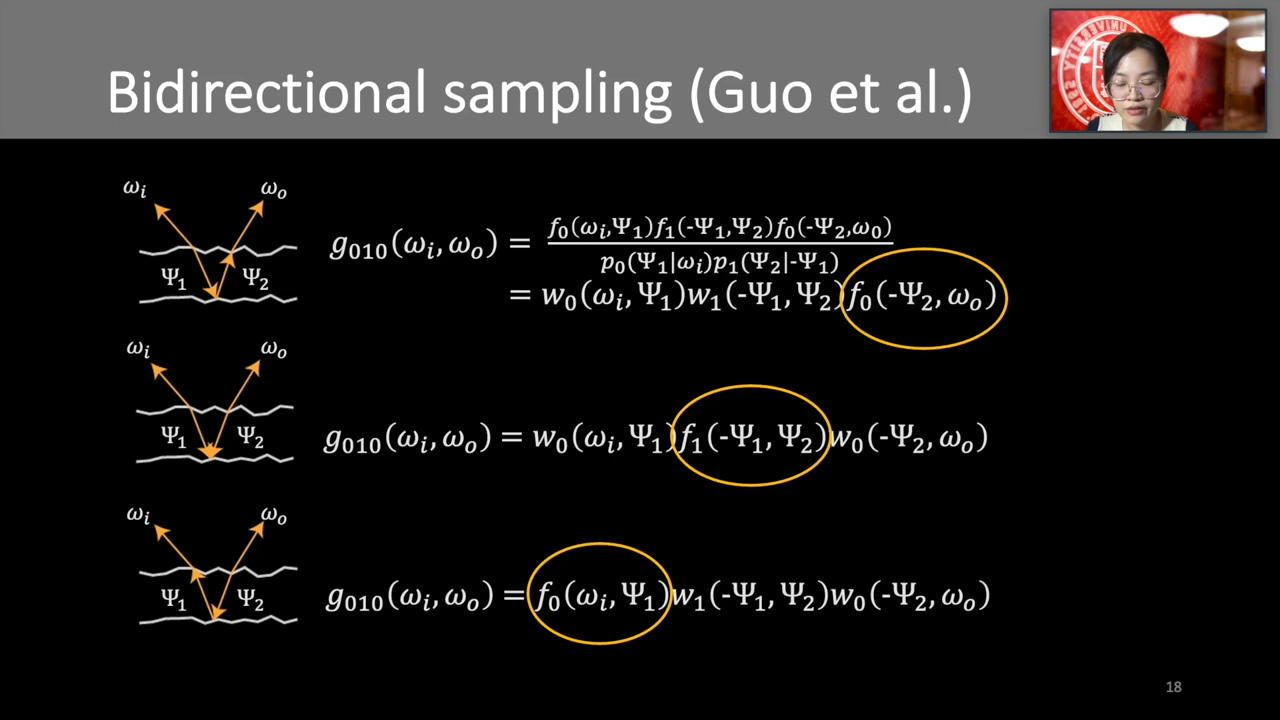 Bidirectional sampling (Guo et al.)
ωᵢ ωₒ
Ψ₁ Ψ₂
g₀₁₀(ωᵢ, ωₒ) = f₀(ωᵢ,Ψ₁)f₁(-Ψ₁,Ψ₂)f₀(-Ψ₂,ω₀)
p₀(Ψ₁|ωᵢ)p₁(Ψ₂|-Ψ₁)
= w₀(ωᵢ, Ψ₁)w₁(-Ψ₁, Ψ₂)f₀(-Ψ₂, ωₒ)
ωᵢ ωₒ
Ψ₁ Ψ₂
g₀₁₀(ωᵢ, ωₒ) = w₀(ωᵢ, Ψ₁)f₁(-Ψ₁, Ψ₂)w₀(-Ψ₂, ωₒ)
ωᵢ ωₒ
Ψ₁ Ψ₂
g₀₁₀(ωᵢ, ωₒ) = f₀(ωᵢ, Ψ₁)w₁(-Ψ₁, Ψ₂)w₀(-Ψ₂, ωₒ)
18